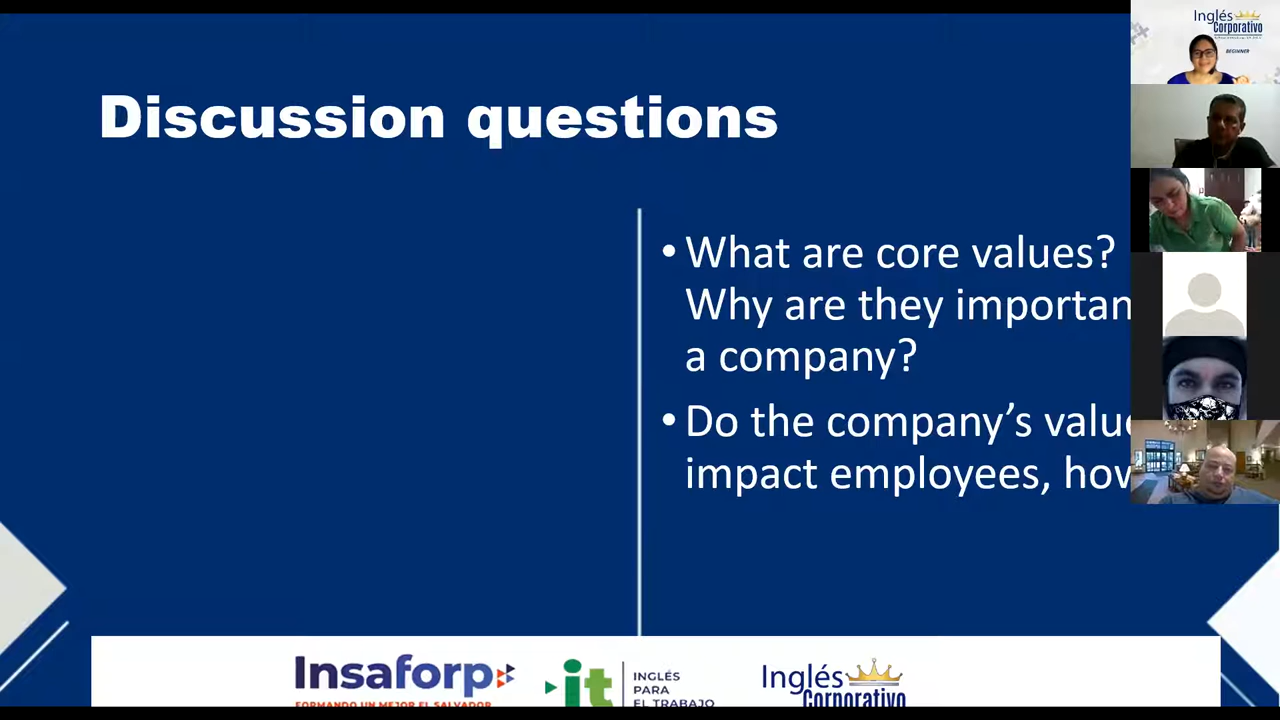 Discussion questions
• What are core values?
Why are they importan
a company?
• Do the company’s valu
impact employees, how
Insaforp
FORMANDO UN MEJOR EL SALVADOR
it
INGLÉS
PARA
EL TRABAJO
Inglés
Corporativo
Inglés
Corporativo
BEGINNER